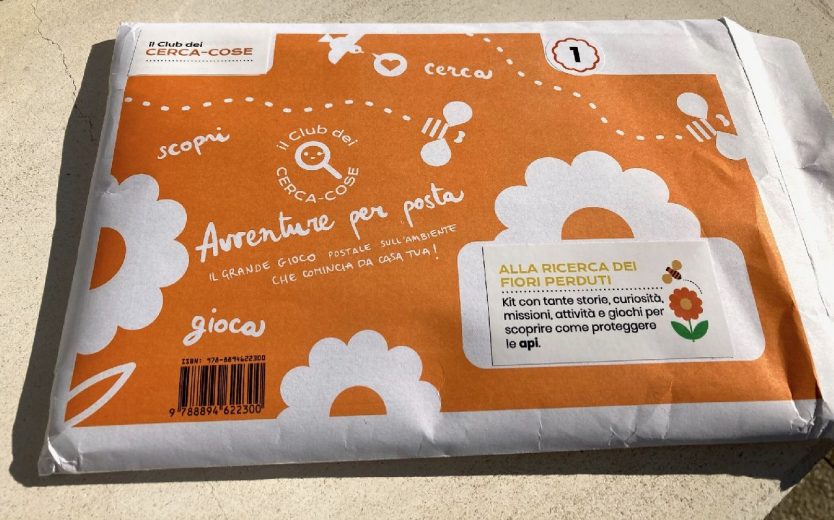 il Club dei
CERCA-COSE
1
cerca
scopri
il Club dei
CERCA-COSE
Avventure per posta
IL GRANDE GIOCO POSTALE SULL'AMBIENTE
CHE COMINCIA DA CASA TUA!
ALLA RICERCA DEI
FIORI PERDUTI
Kit con tante storie, curiosità,
missioni, attività e giochi per
scoprire come proteggere
le api.
gioca
ISBN: 978-8894622300
9 788894 622300